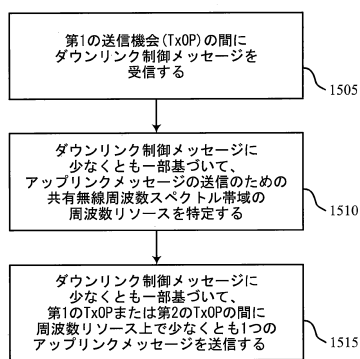 第1の送信機会(TxOP)の間に
ダウンリンク制御メッセージを
受信する
1505
ダウンリンク制御メッセージに
少なくとも一部基づいて、
アップリンクメッセージの送信のための
共有無線周波数スペクトル帯域の
周波数リソースを特定する
1510
ダウンリンク制御メッセージに
少なくとも一部基づいて、
第1のTxOPまたは第2のTxOPの間に
周波数リソース上で少なくとも1つの
アップリンクメッセージを送信する
1515